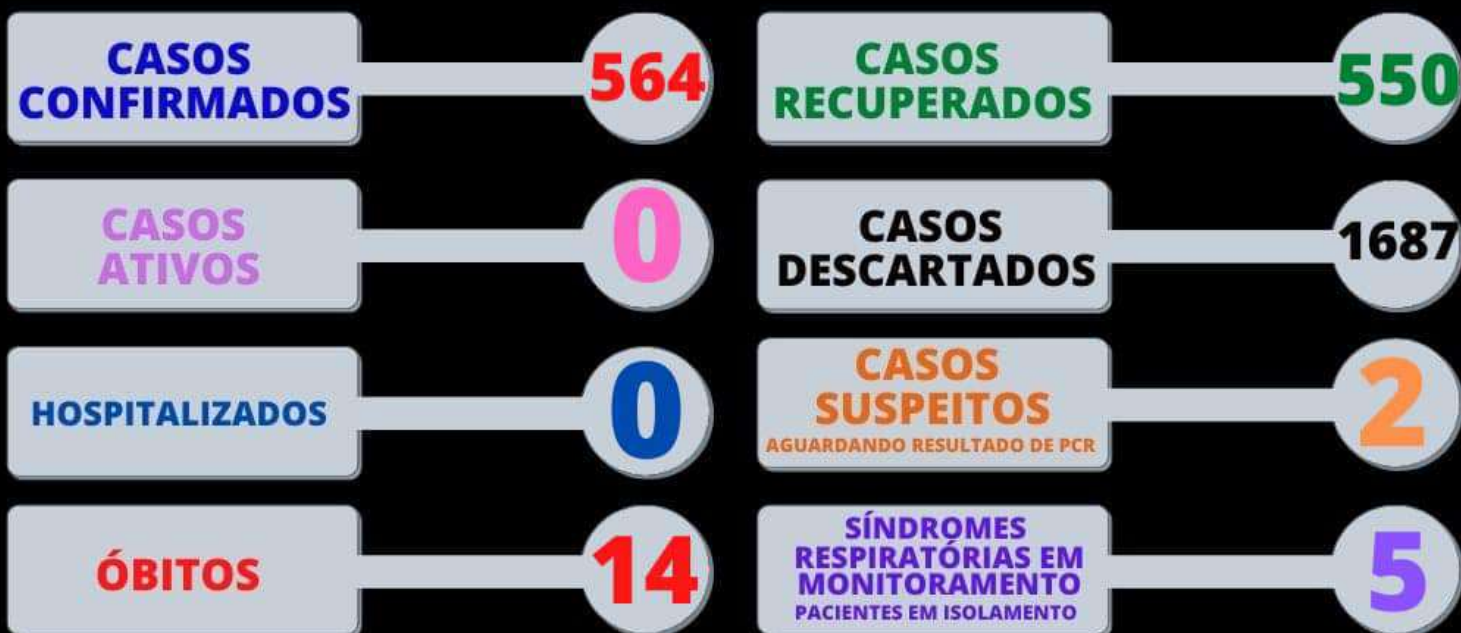 CASOS
CONFIRMADOS
564
CASOS
RECUPERADOS
550
CASOS
ATIVOS
0
CASOS
DESCARTADOS
1687
HOSPITALIZADOS
0
CASOS
SUSPEITOS
AGUARDANDO RESULTADO DE PCR
2
ÓBITOS
14
SÍNDROMES
RESPIRATÓRIAS EM
MONITORAMENTO
PACIENTES EM ISOLAMENTO
5